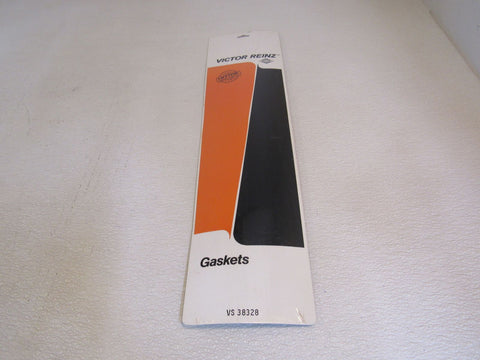 VICTOR REINZ
Gaskets
VS 38328